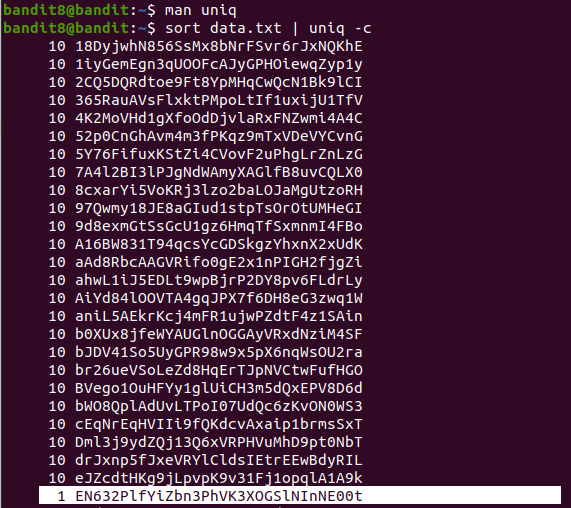 bandit8@bandit:~$ man uniq
bandit8@bandit:~$ sort data.txt | uniq -c
10 18DyjwhN856SsMx8bNrFSvr6rJxNQKhE
10 1iyGemEgn3qUOOFcAJyGPHOiewqZyp1y
10 2CQ5DQRdtoe9Ft8YpMHqCwQcN1Bk9lCI
10 365RauAVsFlxktPMpoLtIf1uxijU1TfV
10 4K2MoVHd1gXfoOdDjvlaRxFNZwmi4A4C
10 52p0CnGhAvm4m3fPKqz9mTxVDeVYCvnG
10 5Y76FifuxKStZi4CVovF2uPhgLrZnLzG
10 7A4l2BI3lPJgNdWAmyXAGlfB8uvCQLX0
10 8cxarYi5VoKRj3lzo2baLOJaMgUtzoRH
10 97Qwmy18JE8aGIud1stpTsOrOtUMHeGI
10 9d8exmGtSsGcU1gz6HmqTfSxmnmI4FBo
10 A16BW831T94qcsYcGDSkgzYhxnX2xUdK
10 aAd8RbcAAGVRifo0gE2x1nPIGH2fjgZi
10 ahwL1iJ5EDLt9wpBjrP2DY8pv6FLdrLy
10 AiYd84lOOVTA4gqJPX7f6DH8eG3zwq1W
10 aniL5AEkrKcj4mFR1ujwPZdtF4z1SAin
10 b0XUx8jfeWYAUGlnOGGAyVRxdNziM4SF
10 bJDV41So5UyGPR98w9x5pX6nqWsOU2ra
10 br26ueVSoLeZd8HqErTJpNVCtwFufHGO
10 BVego1OuHFYy1glUiCH3m5dQxEPV8D6d
10 bWO8QplAdUvLTPoI07UdQc6zKvON0WS3
10 cEqNrEqHVIIi9fQKdcvAxaip1brmsSxT
10 Dml3j9ydZQj13Q6xVRPHVuMhD9pt0NbT
10 drJxnp5fJxeVRYlCldsIEtrEEwBdyRIL
10 eJZcdtHKg9jLpvpK9v31Fj1opqlA1A9k
1 EN632PlfYiZbn3PhVK3XOGSlNInNE00t